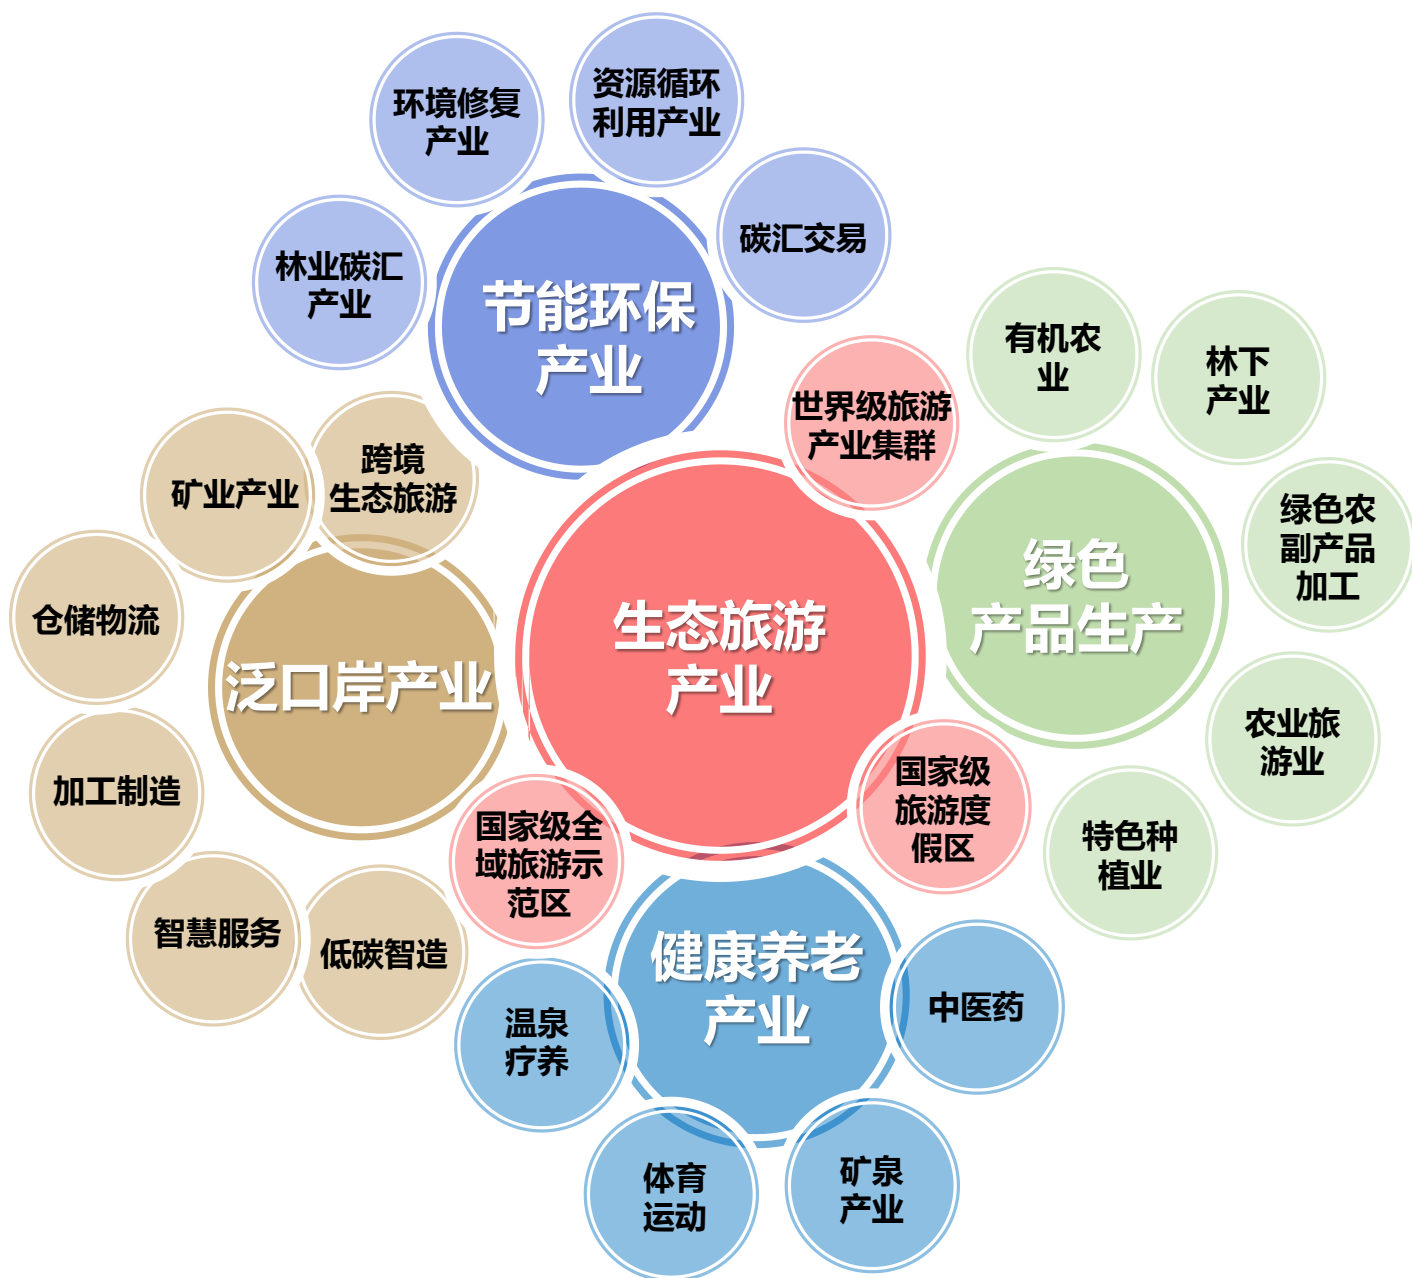 资源循环
利用产业
环境修复
产业
碳汇交易
林业碳汇
产业
节能环保
产业
有机农
业
林下
产业
世界级旅游
产业集群
跨境
生态旅游
矿业产业
绿色农
副产品
加工
绿色
产品生产
仓储物流
生态旅游
产业
泛口岸产业
农业旅
游业
加工制造
国家级
旅游度
假区
国家级全
域旅游示
范区
特色种
植业
智慧服务
低碳智造
健康养老
产业
中医药
温泉
疗养
体育
运动
矿泉
产业